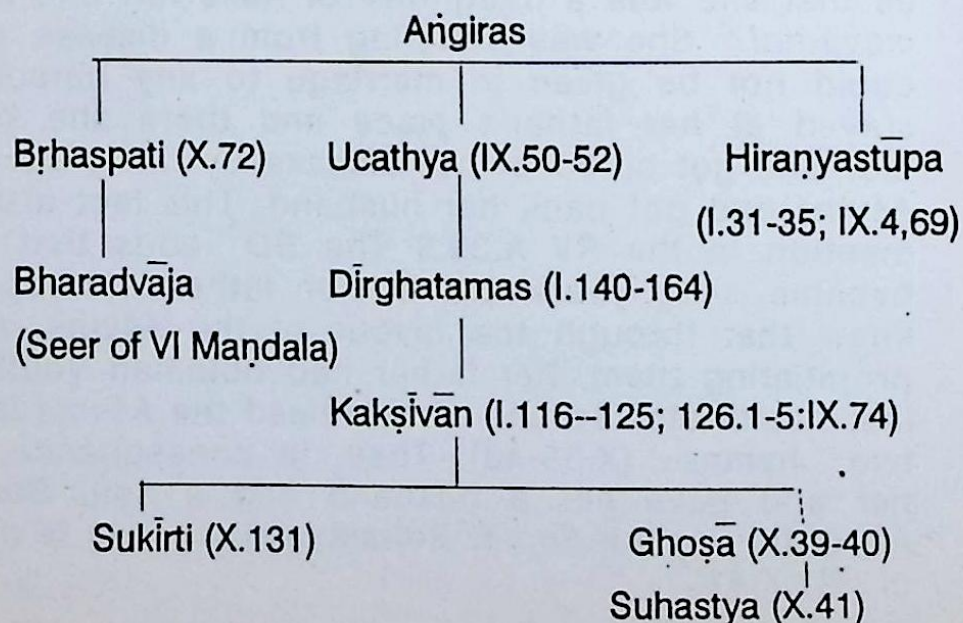 Aṅgiras
Bṛhaspati (X.72) Ucathya (IX.50-52) Hiraṇyastūpa
(I.31-35; IX.4,69)
Bharadvāja Dīrghatamas (I.140-164)
(Seer of VI Maṇdala)
Kakṣīvān (I.116--125; 126.1-5:IX.74)
Sukīrti (X.131) Ghoṣā (X.39-40)
Suhastya (X.41)